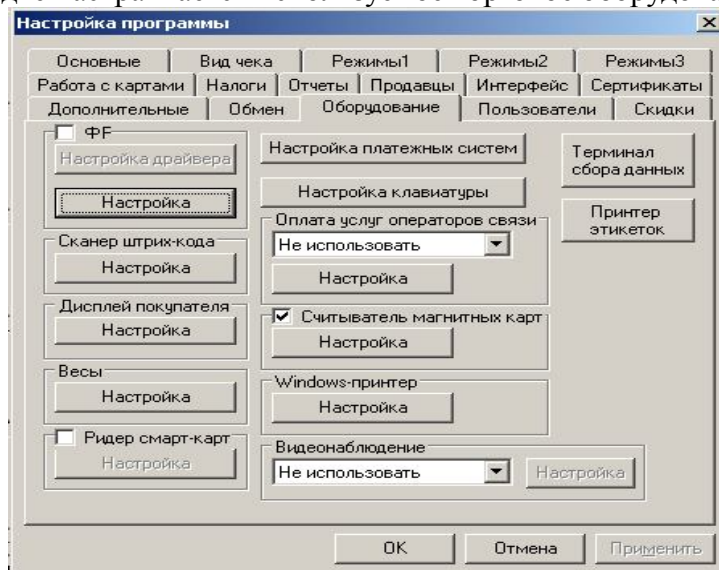 Настройка программы
Основные Вид чека Режимы1 Режимы2 Режимы3
Работа с картами Налоги Отчеты Продавцы Интерфейс Сертификаты
Дополнительные Обмен Оборудование Пользователи Скидки
ФF
Настройка драйвера
Настройка
Сканер штрих-кода
Настройка
Дисплей покупателя
Настройка
Весы
Настройка
Ридер смарт-карт
Настройка
Настройка платежных систем
Настройка клавиатуры
Оплата услуг операторов связи
Не использовать
Настройка
Считыватель магнитных карт
Настройка
Windows-принтер
Настройка
Видеонаблюдение
Не использовать Настройка
Терминал
сбора данных
Принтер
этикеток
OK Отмена Применить